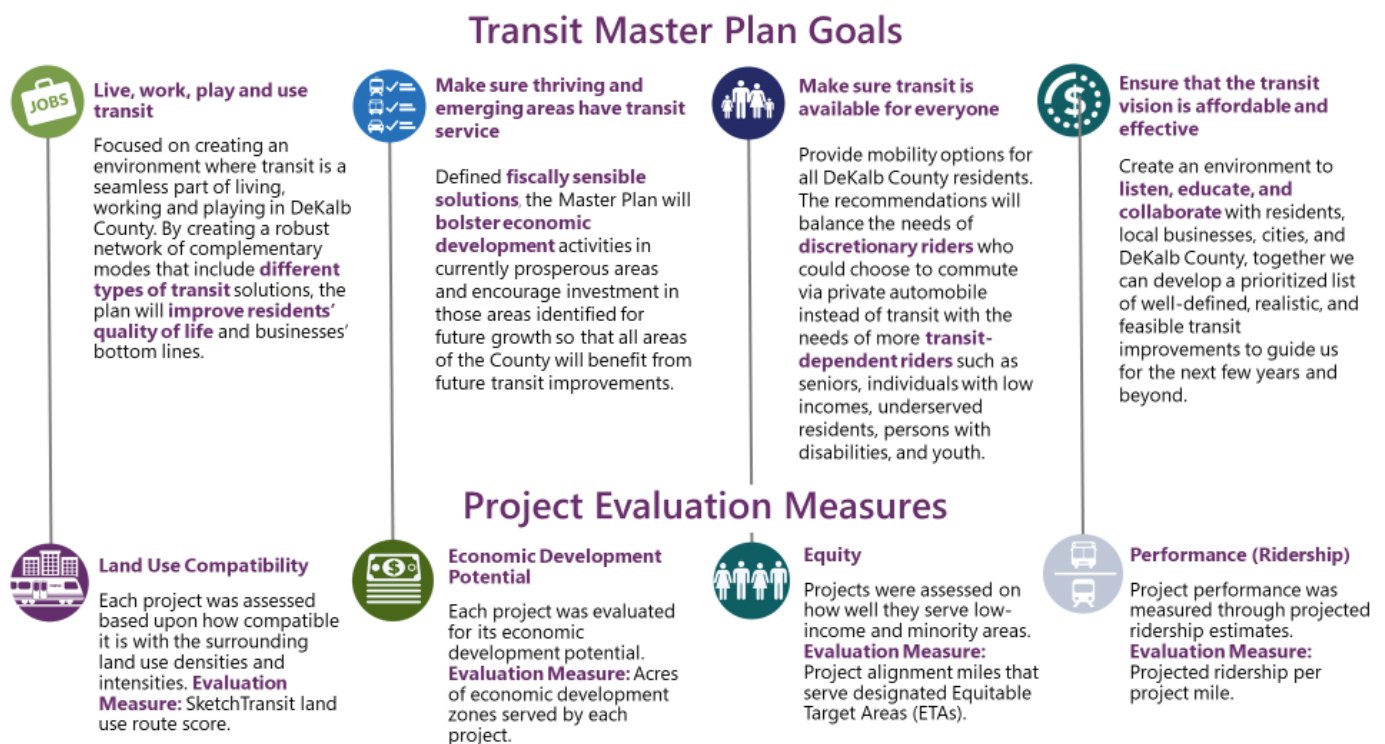 Transit Master Plan Goals
JOBS
Live, work, play and use
transit
Focused on creating an
environment where transit is a
seamless part of living,
working and playing in DeKalb
County. By creating a robust
network of complementary
modes that include different
types of transit solutions, the
plan will improve residents'
quality of life and businesses'
bottom lines.
Make sure thriving and
emerging areas have transit
service
Defined fiscally sensible
solutions, the Master Plan will
bolster economic
development activities in
currently prosperous areas
and encourage investment in
those areas identified for
future growth so that all areas
of the County will benefit from
future transit improvements.
Make sure transit is
available for everyone
Provide mobility options for
all DeKalb County residents.
The recommendations will
balance the needs of
discretionary riders who
could choose to commute
via private automobile
instead of transit with the
needs of more transit-
dependent riders such as
seniors, individuals with low
incomes, underserved
residents, persons with
disabilities, and youth.
$
Ensure that the transit
vision is affordable and
effective
Create an environment to
listen, educate, and
collaborate with residents,
local businesses, cities, and
DeKalb County, together we
can develop a prioritized list
of well-defined, realistic, and
feasible transit
improvements to guide us
for the next few years and
beyond.
Project Evaluation Measures
Land Use Compatibility
Each project was assessed
based upon how compatible
it is with the surrounding
land use densities and
intensities. Evaluation
Measure: SketchTransit land
use route score.
$
Economic Development
Potential
Each project was evaluated
for its economic
development potential.
Evaluation Measure: Acres
of economic development
zones served by each
project.
Equity
Projects were assessed on
how well they serve low-
income and minority areas.
Evaluation Measure:
Project alignment miles that
serve designated Equitable
Target Areas (ETAs).
Performance (Ridership)
Project performance was
measured through projected
ridership estimates.
Evaluation Measure:
Projected ridership per
project mile.